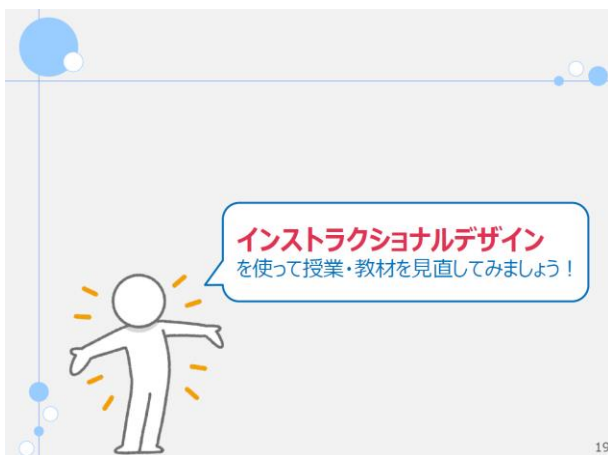 インストラクショナルデザイン
を使って授業・教材を見直してみましょう！
19